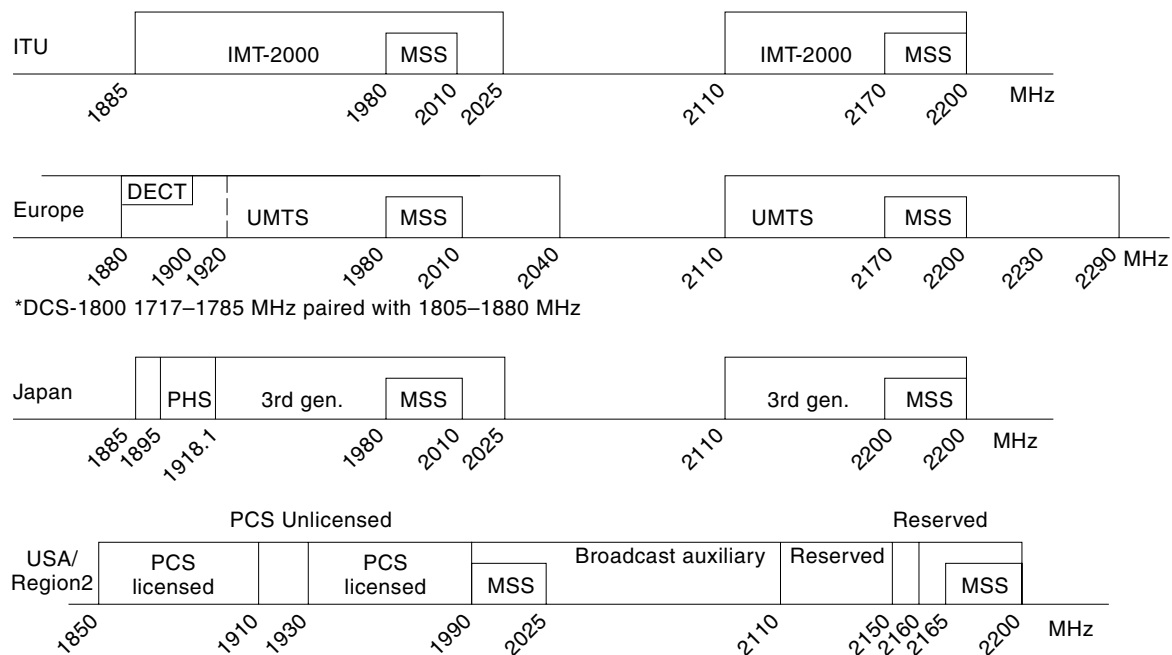 ITU
IMT-2000 MSS IMT-2000 MSS
1885 1980 2010 2025 2110 2170 2200 MHz
DECT
Europe UMTS MSS UMTS MSS
1880 1900 1920 1980 2010 2040 2110 2170 2200 2230 2290 MHz
*DCS-1800 1717–1785 MHz paired with 1805–1880 MHz
Japan PHS 3rd gen. MSS 3rd gen. MSS
1885 1895 1918.1 1980 2010 2025 2110 2200 2200 MHz
PCS Unlicensed Reserved
USA/
Region2
PCS
licensed
PCS
licensed
MSS
Broadcast auxiliary
Reserved
MSS
1850 1910 1930 1990 2025 2110 2150 2160 2165 2200 MHz